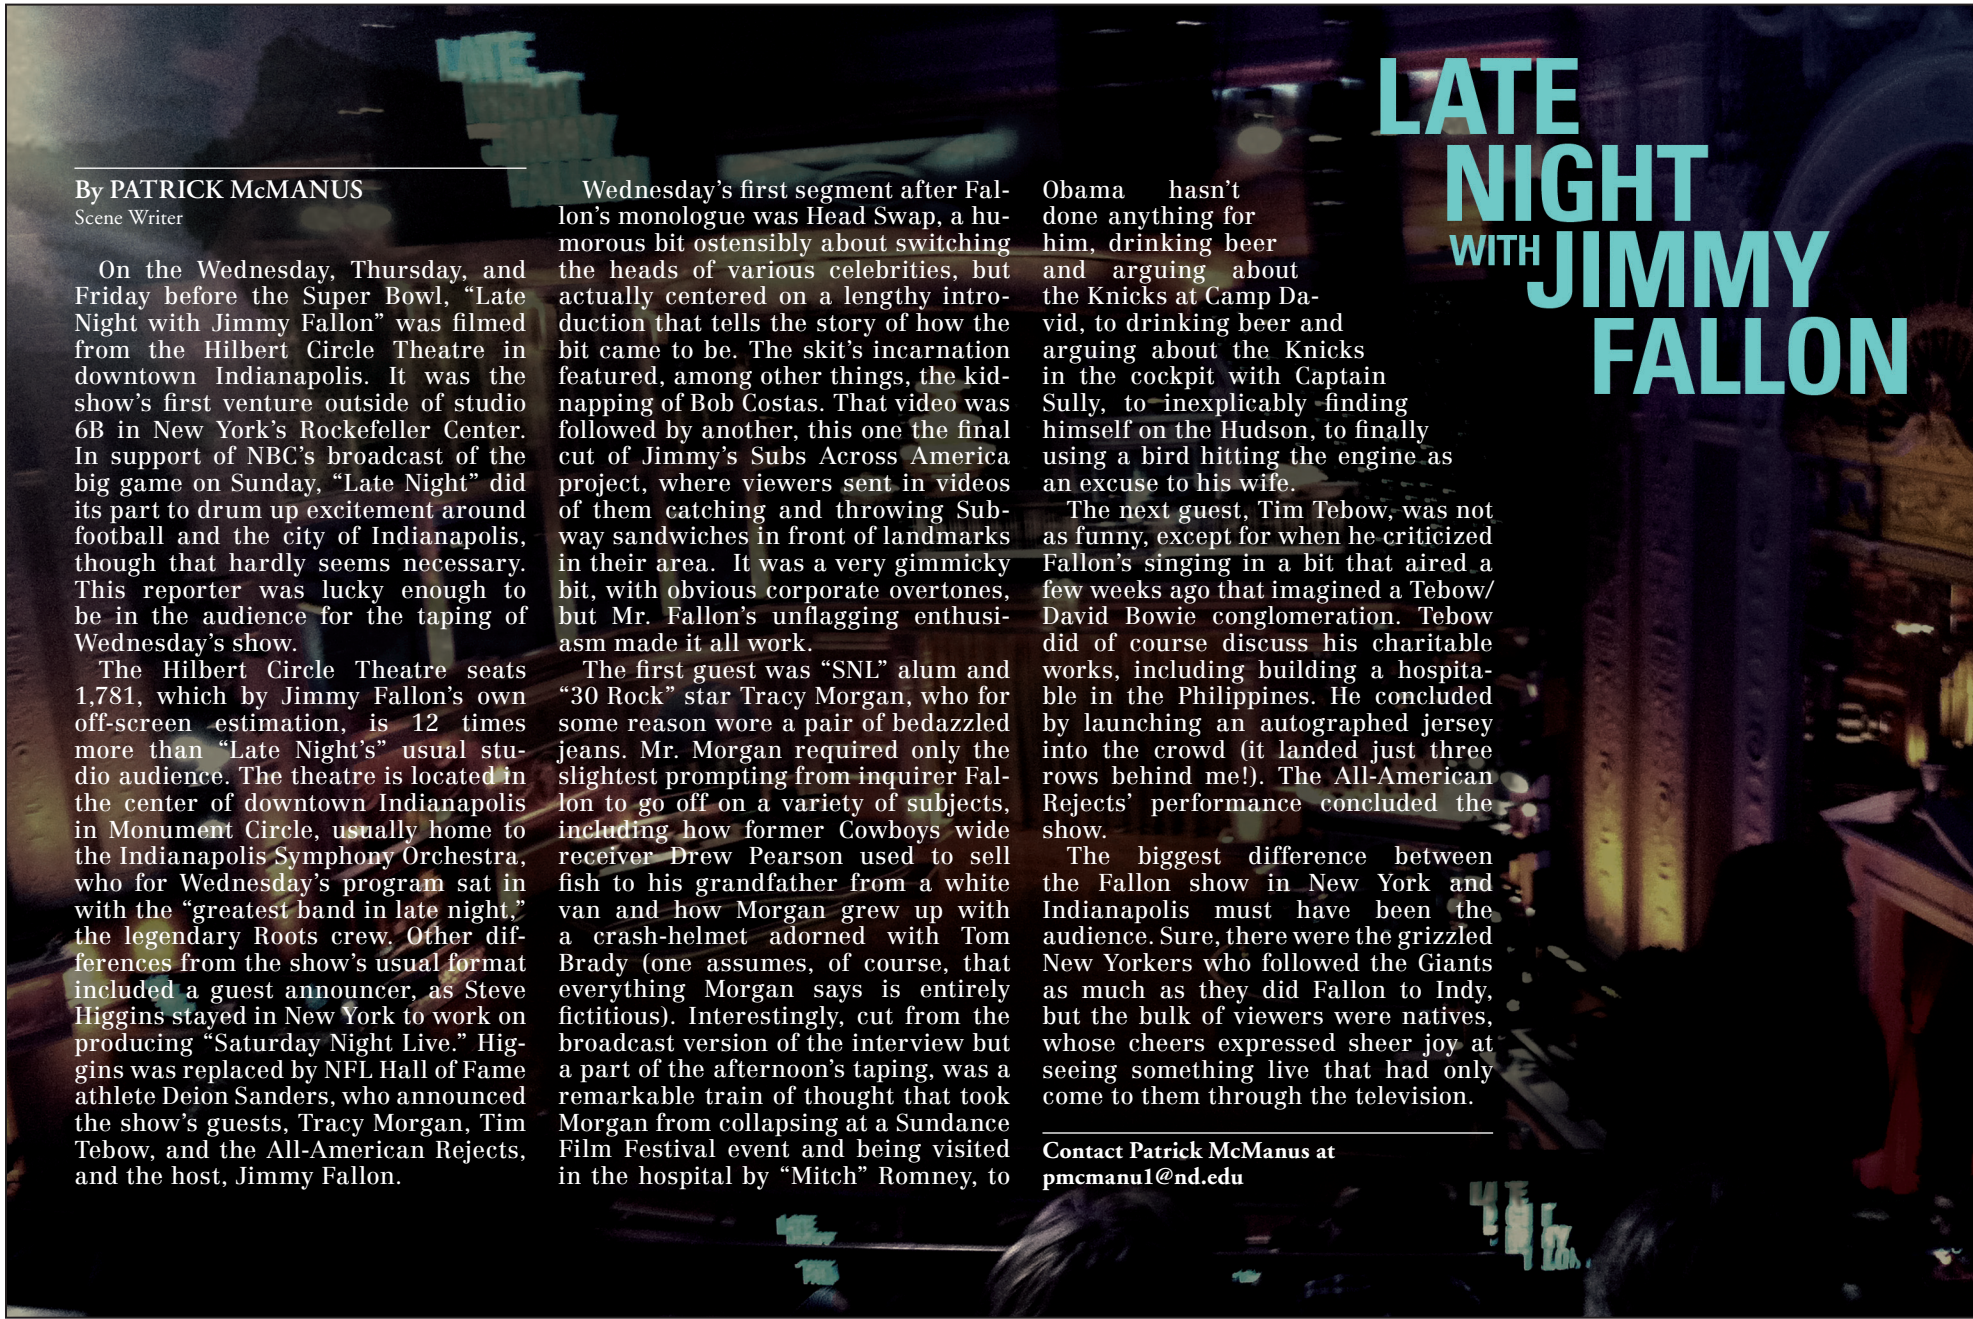 LATE
NIGHT
WITH JIMMY
FALLON
By PATRICK McMANUS
Scene Writer
On the Wednesday, Thursday, and
Friday before the Super Bowl, “Late
Night with Jimmy Fallon” was filmed
from the Hilbert Circle Theatre in
downtown Indianapolis. It was the
show’s first venture outside of studio
6B in New York’s Rockefeller Center.
In support of NBC’s broadcast of the
big game on Sunday, “Late Night” did
its part to drum up excitement around
football and the city of Indianapolis,
though that hardly seems necessary.
This reporter was lucky enough to
be in the audience for the taping of
Wednesday’s show.
The Hilbert Circle Theatre seats
1,781, which by Jimmy Fallon’s own
off-screen estimation, is 12 times
more than “Late Night’s” usual stu-
dio audience. The theatre is located in
the center of downtown Indianapolis
in Monument Circle, usually home to
the Indianapolis Symphony Orchestra,
who for Wednesday’s program sat in
with the “greatest band in late night,”
the legendary Roots crew. Other dif-
ferences from the show’s usual format
included a guest announcer, as Steve
Higgins stayed in New York to work on
producing “Saturday Night Live.” Hig-
gins was replaced by NFL Hall of Fame
athlete Deion Sanders, who announced
the show’s guests, Tracy Morgan, Tim
Tebow, and the All-American Rejects,
and the host, Jimmy Fallon.
Wednesday’s first segment after Fal-
lon’s monologue was Head Swap, a hu-
morous bit ostensibly about switching
the heads of various celebrities, but
actually centered on a lengthy intro-
duction that tells the story of how the
bit came to be. The skit’s incarnation
featured, among other things, the kid-
napping of Bob Costas. That video was
followed by another, this one the final
cut of Jimmy’s Subs Across America
project, where viewers sent in videos
of them catching and throwing Sub-
way sandwiches in front of landmarks
in their area.  It was a very gimmicky
bit, with obvious corporate overtones,
but Mr. Fallon’s unflagging enthusi-
asm made it all work.
The first guest was “SNL” alum and
“30 Rock” star Tracy Morgan, who for
some reason wore a pair of bedazzled
jeans. Mr. Morgan required only the
slightest prompting from inquirer Fal-
lon to go off on a variety of subjects,
including how former Cowboys wide
receiver Drew Pearson used to sell
fish to his grandfather from a white
van and how Morgan grew up with
a crash-helmet adorned with Tom
Brady (one assumes, of course, that
everything Morgan says is entirely
fictitious). Interestingly, cut from the
broadcast version of the interview but
a part of the afternoon’s taping, was a
remarkable train of thought that took
Morgan from collapsing at a Sundance
Film Festival event and being visited
in the hospital by “Mitch” Romney, to
Obama hasn’t
done anything for
him, drinking beer
and arguing about
the Knicks at Camp Da-
vid, to drinking beer and
arguing about the Knicks
in the cockpit with Captain
Sully, to inexplicably finding
himself on the Hudson, to finally
using a bird hitting the engine as
an excuse to his wife.
The next guest, Tim Tebow, was not
as funny, except for when he criticized
Fallon’s singing in a bit that aired a
few weeks ago that imagined a Tebow/
David Bowie conglomeration. Tebow
did of course discuss his charitable
works, including building a hospita-
ble in the Philippines. He concluded
by launching an autographed jersey
into the crowd (it landed just three
rows behind me!). The All-American
Rejects’ performance concluded the
show.
The biggest difference between
the Fallon show in New York and
Indianapolis must have been the
audience. Sure, there were the grizzled
New Yorkers who followed the Giants
as much as they did Fallon to Indy,
but the bulk of viewers were natives,
whose cheers expressed sheer joy at
seeing something live that had only
come to them through the television.
Contact Patrick McManus at
pmcmanu1@nd.edu